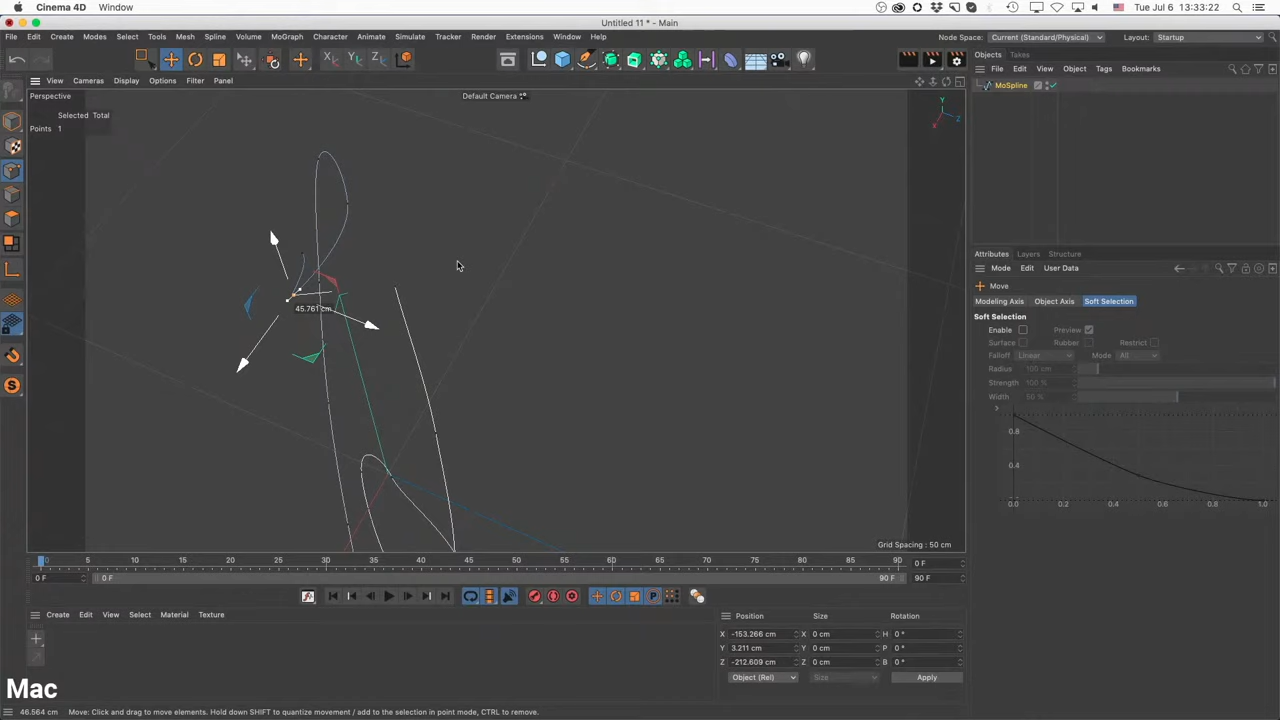 Cinema 4D Window Tue Jul 6 13:33:22
Untitled 11 * - Main
File Edit Create Modes Select Tools Mesh Spline Volume MoGraph Character Animate Simulate Tracker Render Extensions Window Help Node Space: Current (Standard/Physical) Layout: Startup
X Y Z
Objects Takes
View Cameras Display Options Filter Panel
File Edit View Object Tags Bookmarks
Perspective Default Camera
MoSpline
Selected Total
Points 1
Y
Z
X
45.761 cm
Attributes Layers Structure
Mode Edit User Data
Move
Modeling Axis Object Axis Soft Selection
Soft Selection
Enable Preview
Surface Rubber Restrict
Falloff Linear Mode All
Radius 100 cm
Strength 100 %
Width 50 %
0.8
0.4
0.0 0.2 0.4 0.6 0.8 1.0
Grid Spacing : 50 cm
0 5 10 15 20 25 30 35 40 45 50 55 60 65 70 75 80 85 90 0 F
0 F 0 F 90 F 90 F
Create Edit View Select Material Texture
Position Size Rotation
X -153.266 cm X 0 cm H 0 °
Y 3.211 cm Y 0 cm P 0 °
Z -212.609 cm Z 0 cm B 0 °
Object (Rel) Size Apply
Mac
46.564 cm Move: Click and drag to move elements. Hold down SHIFT to quantize movement / add to the selection in point mode, CTRL to remove.